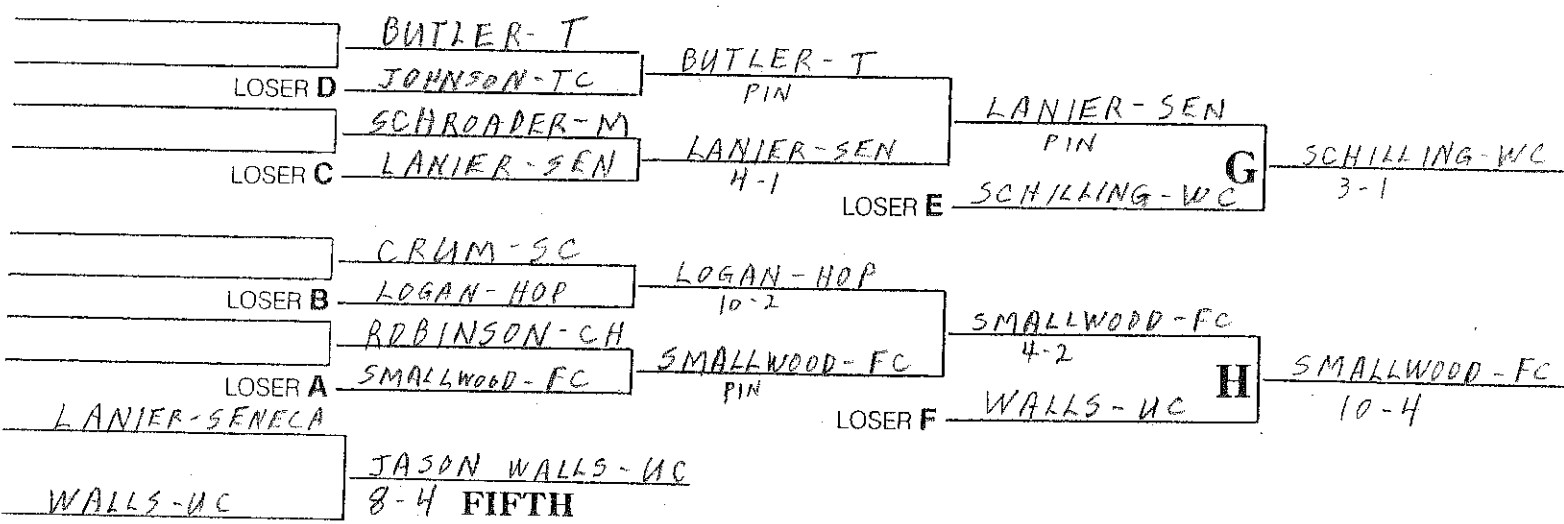 BUTLER- T
LOSER D JOHNSON-TC
BUTLER- T
PIN
SCHROADER-M
LOSER C LANIER-SEN
LANIER-SEN
4-1
LANIER-SEN
PIN
LOSER E SCHILLING-WC
G
SCHILLING-WC
3-1
CRUM-SC
LOSER B LOGAN-HOP
LOGAN-HOP
10-2
ROBINSON-CH
LOSER A SMALLWOOD-FC
SMALLWOOD-FC
PIN
SMALLWOOD-FC
4-2
LOSER F WALLS-UC
H
SMALLWOOD-FC
10-4
LANIER-SENECA
WALLS-UC
JASON WALLS-UC
8-4 FIFTH